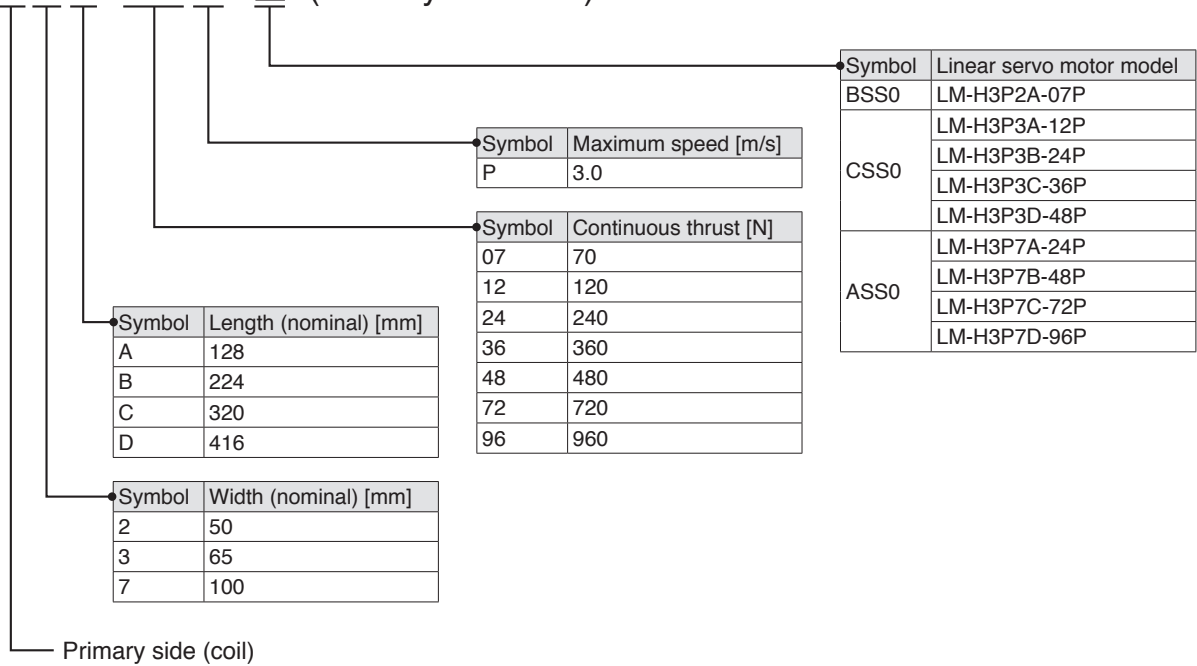 Symbol Linear servo motor model
BSS0 LM-H3P2A-07P
CSS0 LM-H3P3A-12P
LM-H3P3B-24P
LM-H3P3C-36P
LM-H3P3D-48P
ASS0 LM-H3P7A-24P
LM-H3P7B-48P
LM-H3P7C-72P
LM-H3P7D-96P
Symbol Maximum speed [m/s]
P 3.0
Symbol Continuous thrust [N]
07 70
12 120
24 240
36 360
48 480
72 720
96 960
Symbol Length (nominal) [mm]
A 128
B 224
C 320
D 416
Symbol Width (nominal) [mm]
2 50
3 65
7 100
Primary side (coil)